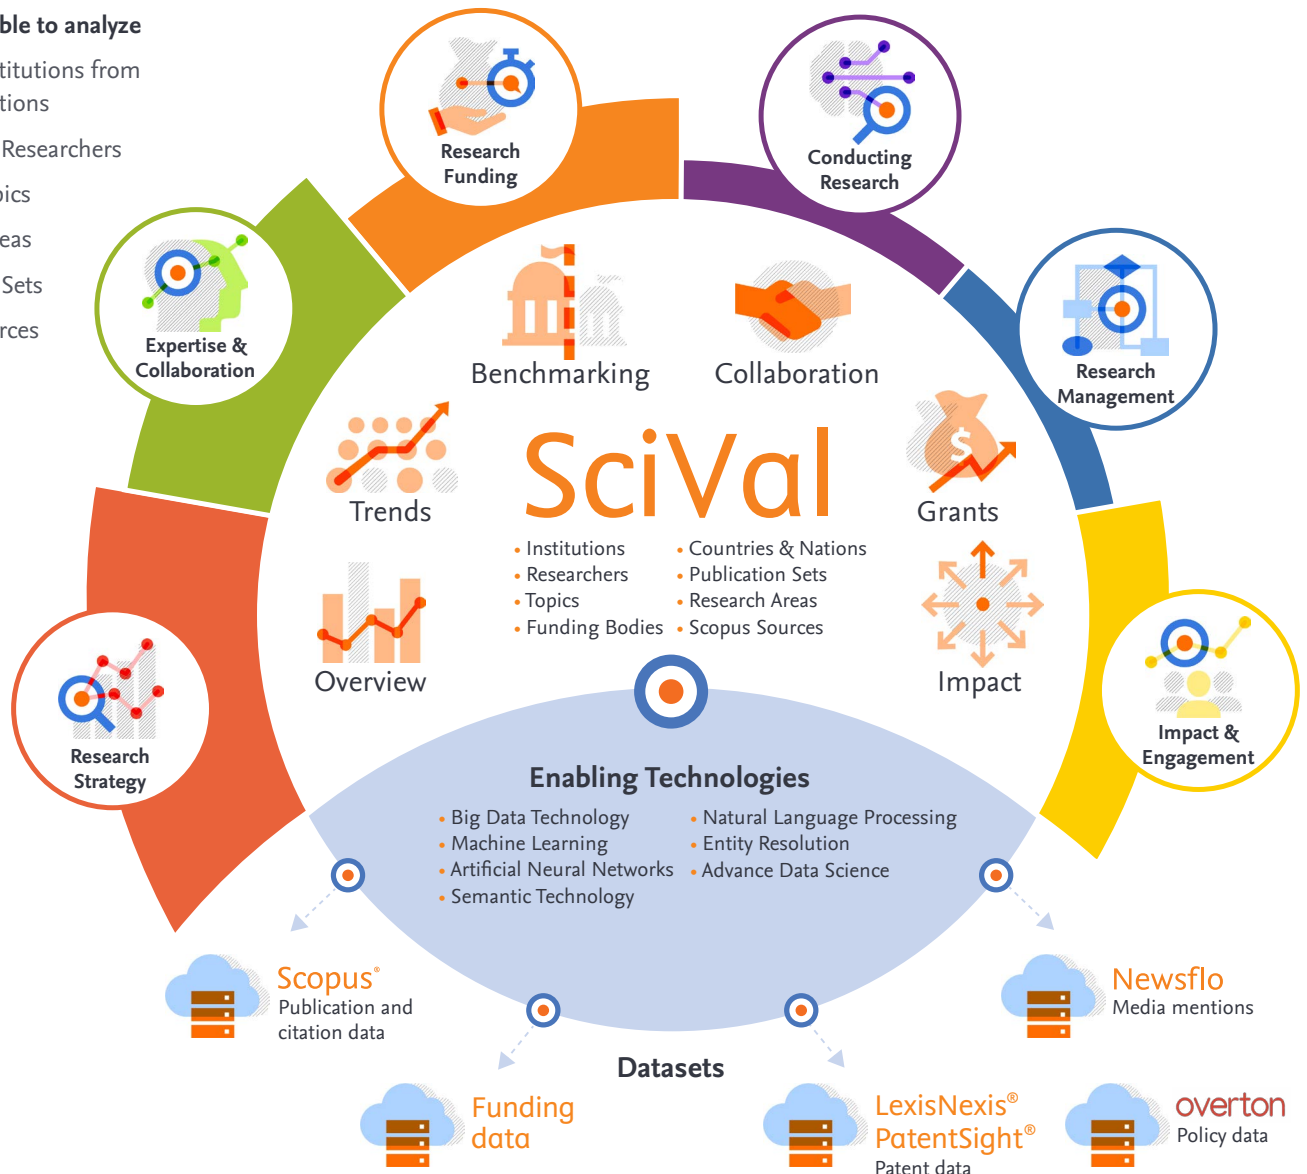 ble to analyze
titutions from
tions
Researchers
pics
eas
Sets
rces
Research
Funding
Conducting
Research
Expertise &
Collaboration
Research
Management
Research
Strategy
Impact &
Engagement
Benchmarking
Collaboration
Trends
Grants
$
Overview
Impact
SciVal
• Institutions
• Researchers
• Topics
• Funding Bodies
• Countries & Nations
• Publication Sets
• Research Areas
• Scopus Sources
Enabling Technologies
• Big Data Technology
• Machine Learning
• Artificial Neural Networks
• Semantic Technology
• Natural Language Processing
• Entity Resolution
• Advance Data Science
Scopus®
Publication and
citation data
Newsflo
Media mentions
Datasets
Funding
data
LexisNexis®
PatentSight®
Patent data
overton
Policy data